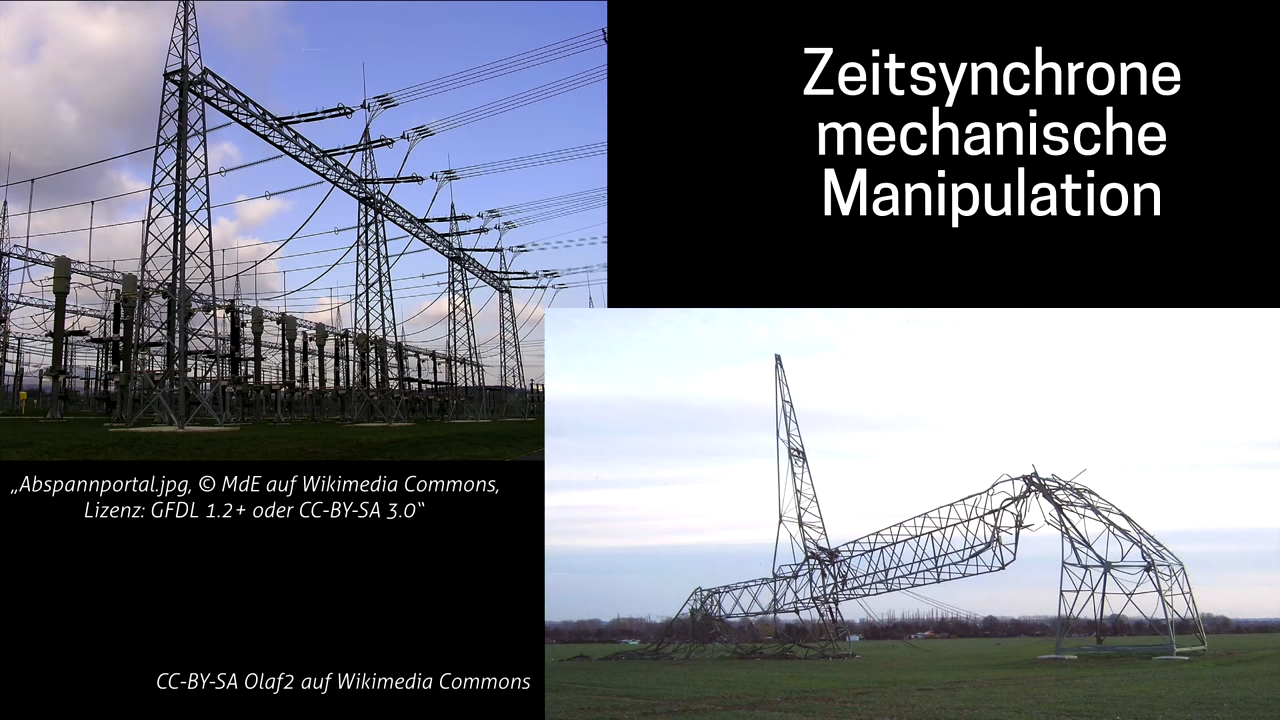 Zeitsynchrone
mechanische
Manipulation
„Abspannportal.jpg, © MdE auf Wikimedia Commons,
Lizenz: GFDL 1.2+ oder CC-BY-SA 3.0“
CC-BY-SA Olaf2 auf Wikimedia Commons